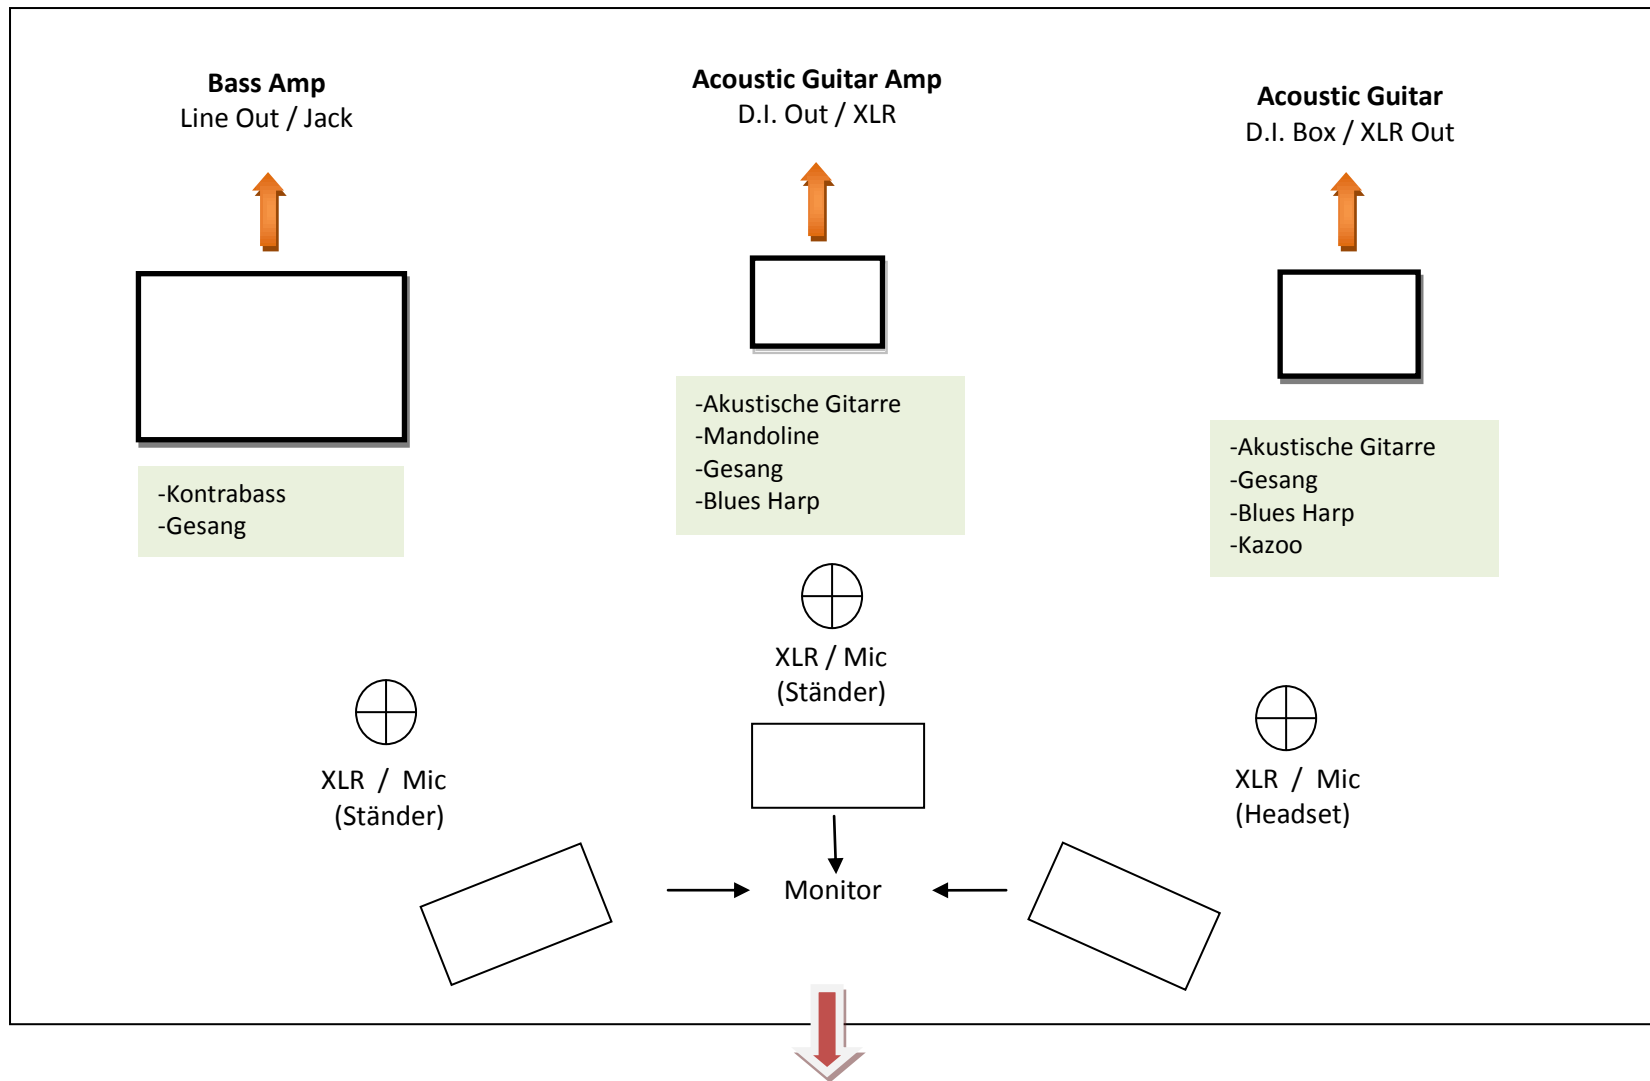 Bass Amp
Line Out / Jack
Acoustic Guitar Amp
D.I. Out / XLR
Acoustic Guitar
D.I. Box / XLR Out
-Kontrabass
-Gesang
-Akustische Gitarre
-Mandoline
-Gesang
-Blues Harp
-Akustische Gitarre
-Gesang
-Blues Harp
-Kazoo
XLR / Mic
(Ständer)
XLR / Mic
(Ständer)
XLR / Mic
(Headset)
Monitor